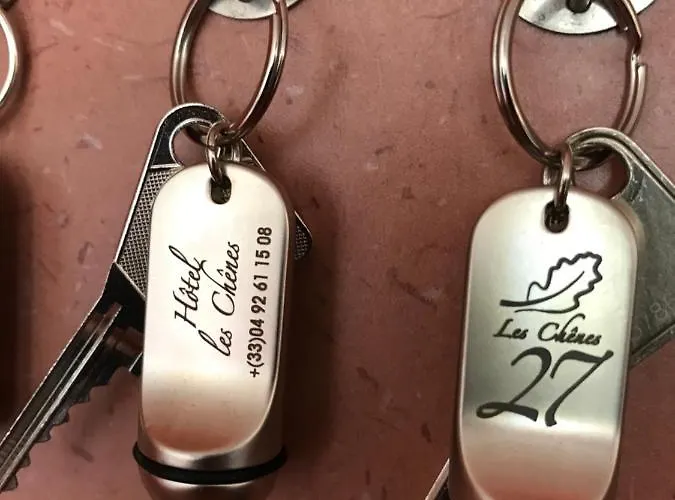 Hôtel
les Chênes
+(33)04 92 61 15 08
Les Chênes
27